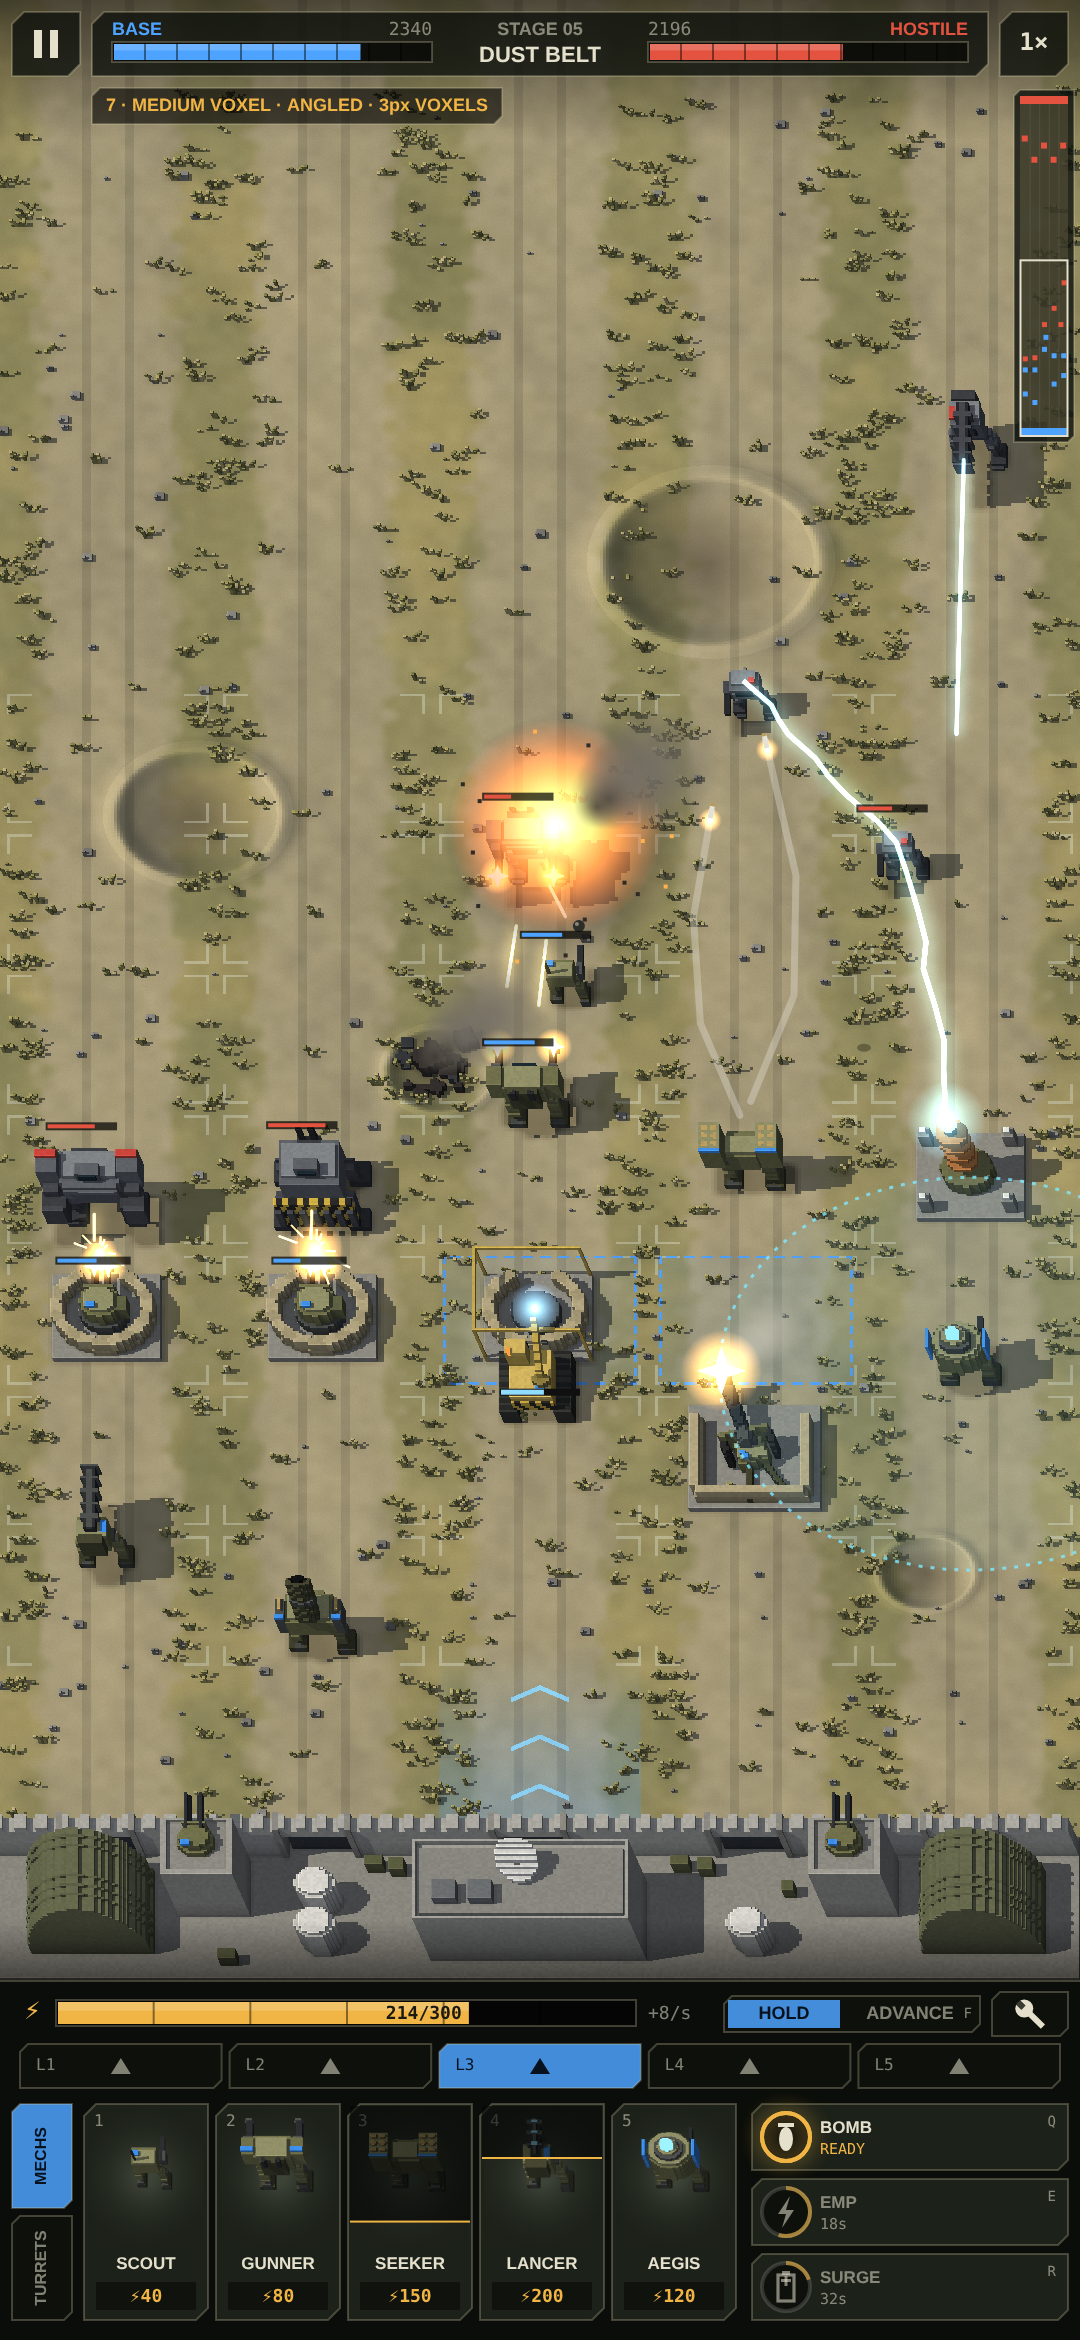 BASE 2340
STAGE 05
DUST BELT
2196 HOSTILE
1×
7 · MEDIUM VOXEL · ANGLED · 3px VOXELS
214/300
+8/s
HOLD
ADVANCE F
L1
L2
L3
L4
L5
MECHS
TURRETS
1
SCOUT
⚡40
2
GUNNER
⚡80
3
SEEKER
⚡150
4
LANCER
⚡200
5
AEGIS
⚡120
BOMB Q
READY
EMP E
18s
SURGE R
32s